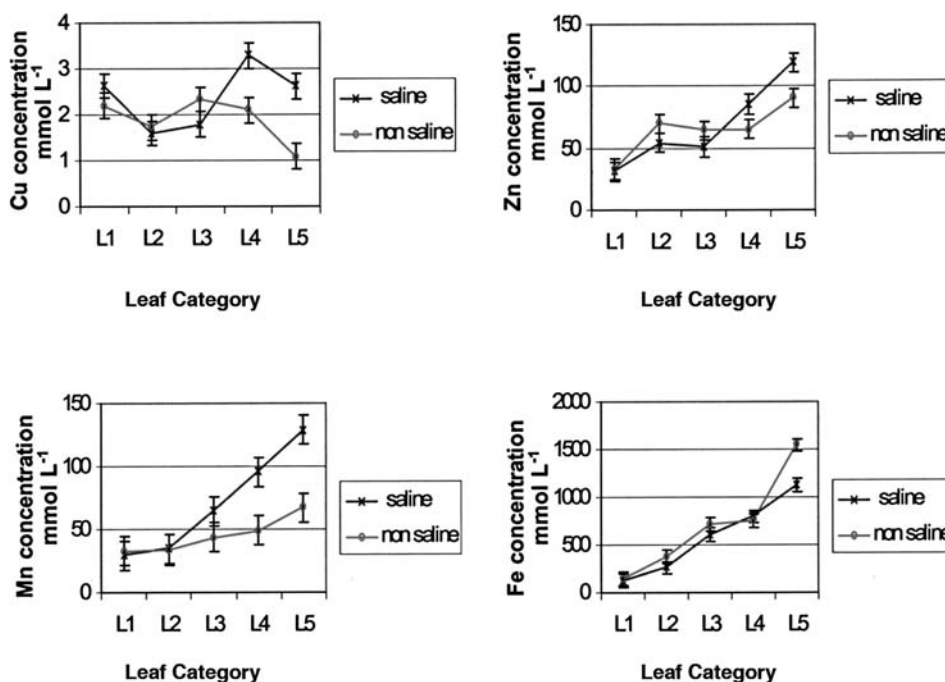 Cu concentration
mmol L⁻¹
4
3
2
1
0
L1 L2 L3 L4 L5
Leaf Category
saline
non saline
Zn concentration
mmol L⁻¹
150
100
50
0
L1 L2 L3 L4 L5
Leaf Category
saline
non saline
Mn concentration
mmol L⁻¹
150
100
50
0
L1 L2 L3 L4 L5
Leaf Category
saline
non saline
Fe concentration
mmol L⁻¹
2000
1500
1000
500
0
L1 L2 L3 L4 L5
Leaf Category
saline
non saline